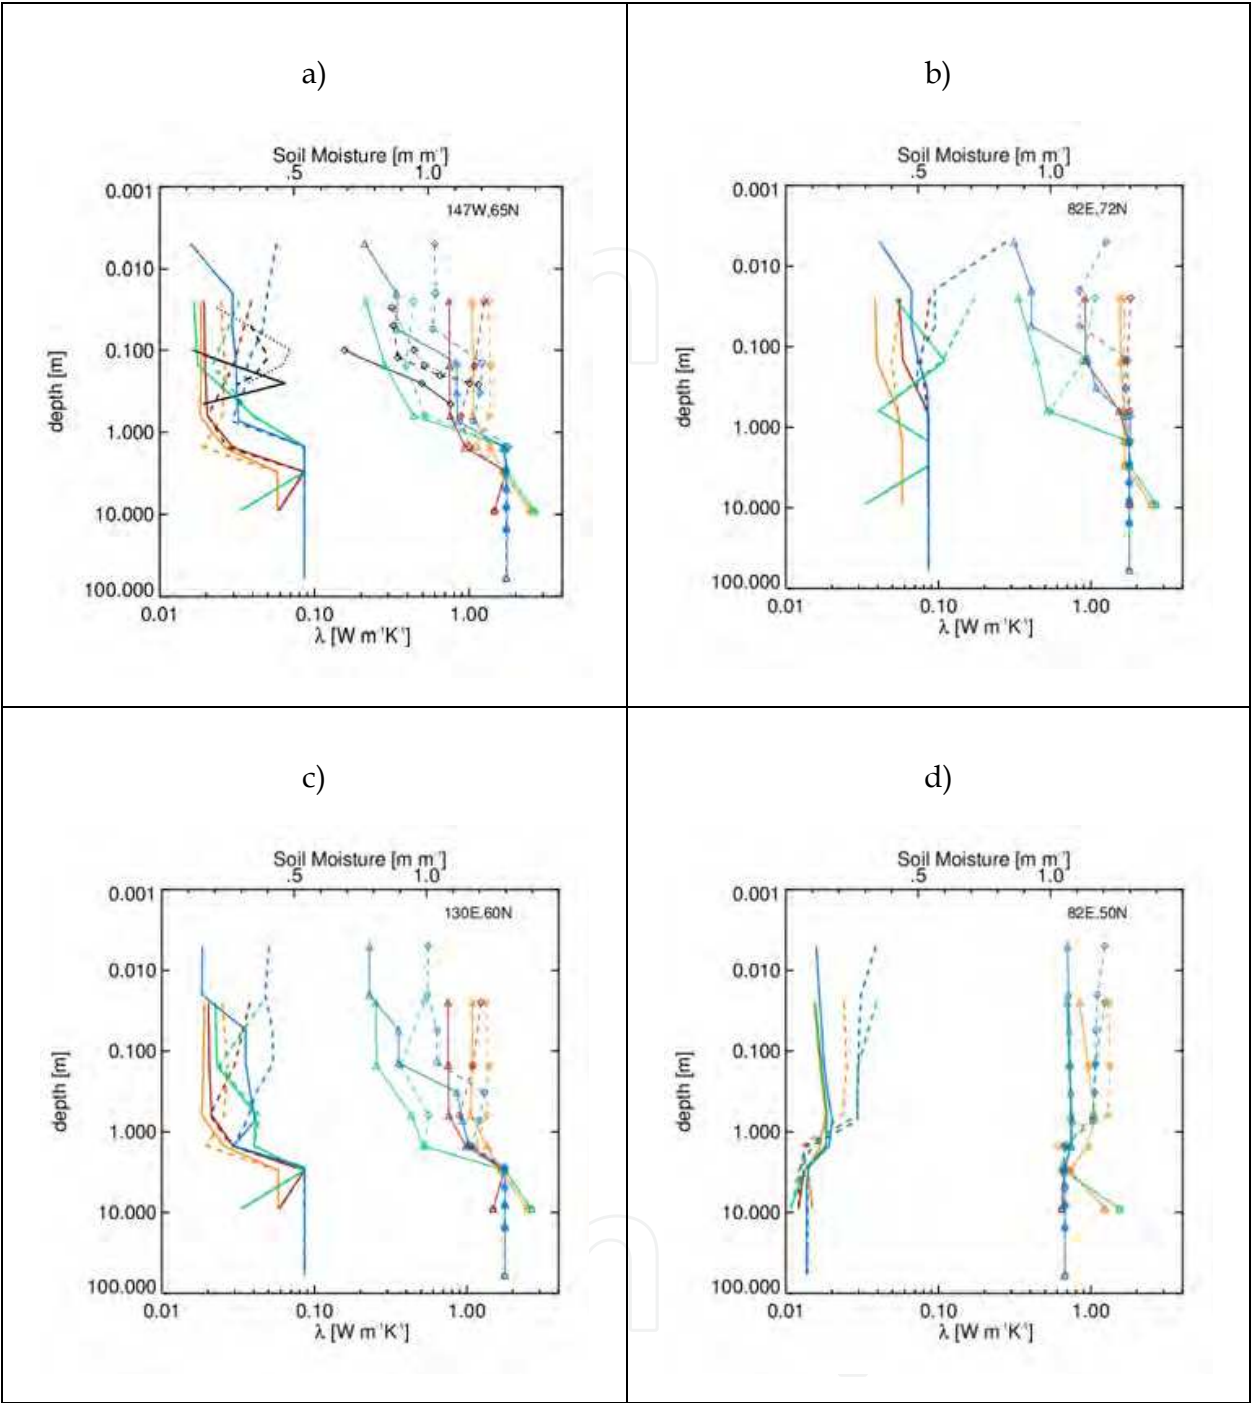 a)
Soil Moisture [m m⁻¹]
.5 1.0
0.001
147W,65N
0.010
0.100
depth [m]
1.000
10.000
100.000
0.01 0.10 1.00
λ [W m⁻¹K⁻¹]
b)
Soil Moisture [m m⁻¹]
.5 1.0
0.001
82E,72N
0.010
0.100
depth [m]
1.000
10.000
100.000
0.01 0.10 1.00
λ [W m⁻¹K⁻¹]
c)
Soil Moisture [m m⁻¹]
.5 1.0
0.001
130E,60N
0.010
0.100
depth [m]
1.000
10.000
100.000
0.01 0.10 1.00
λ [W m⁻¹K⁻¹]
d)
Soil Moisture [m m⁻¹]
.5 1.0
0.001
82E,50N
0.010
0.100
depth [m]
1.000
10.000
100.000
0.01 0.10 1.00
λ [W m⁻¹K⁻¹]